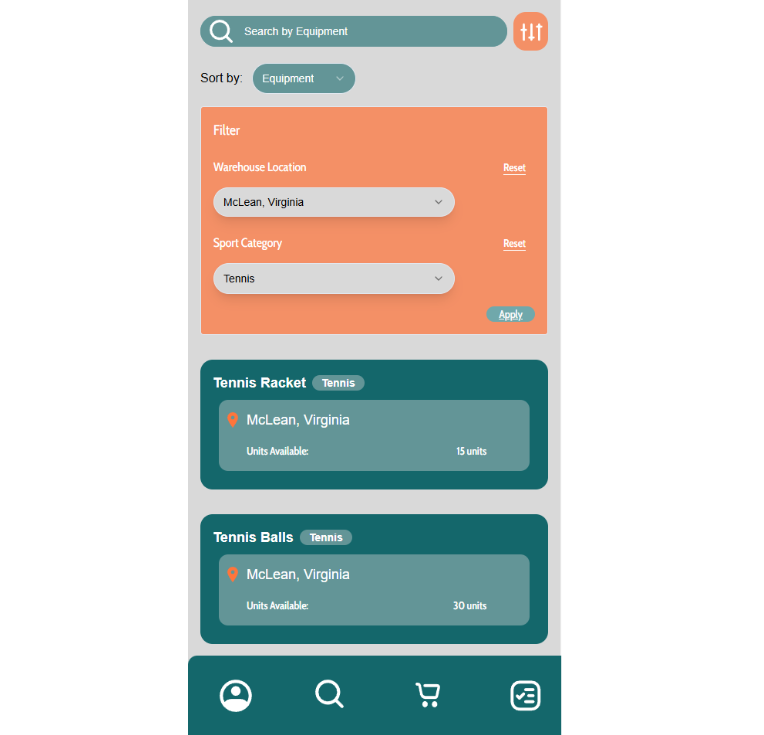 Search by Equipment
Sort by: Equipment
Filter
Warehouse Location Reset
McLean, Virginia
Sport Category Reset
Tennis
Apply
Tennis Racket Tennis
McLean, Virginia
Units Available: 15 units
Tennis Balls Tennis
McLean, Virginia
Units Available: 30 units